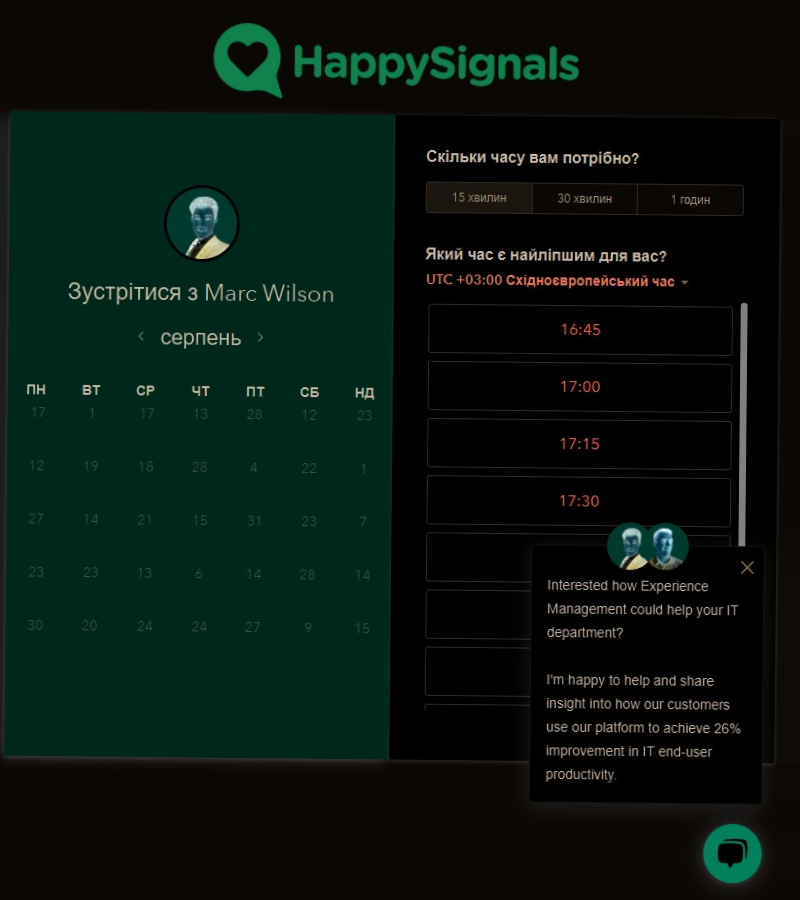 HappySignals
Зустрітися з Marc Wilson
серпень
ПН ВТ СР ЧТ ПТ СБ НД
17 1 17 13 28 12 23
12 19 18 28 4 22 1
27 14 21 15 31 23 7
23 23 13 6 14 28 14
30 20 24 24 27 9 15
Скільки часу вам потрібно?
15 хвилин 30 хвилин 1 годин
Який час є найліпшим для вас?
UTC +03:00 Східноєвропейський час
16:45
17:00
17:15
17:30
Interested how Experience
Management could help your IT
department?
I'm happy to help and share
insight into how our customers
use our platform to achieve 26%
improvement in IT end-user
productivity.